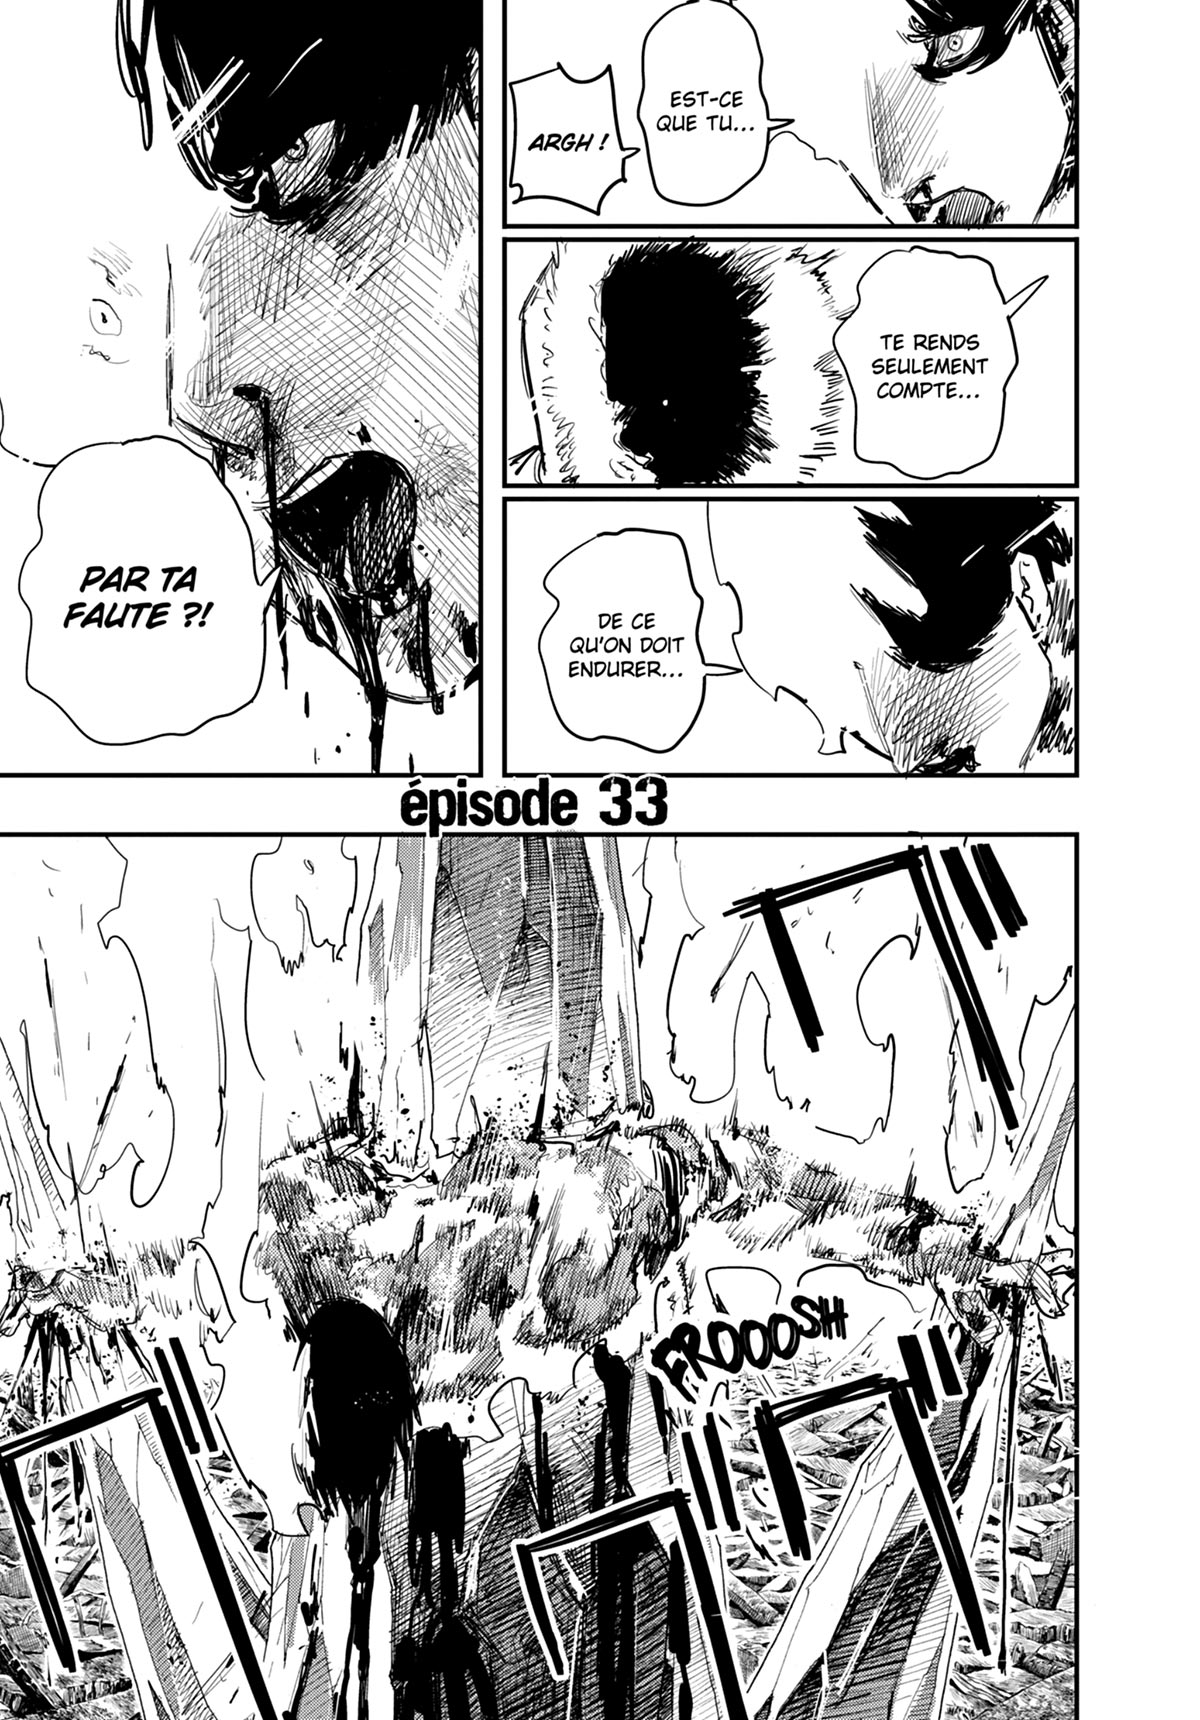 EST-CE
QUE TU...
ARGH !
TE RENDS
SEULEMENT
COMPTE...
DE CE
QU'ON DOIT
ENDURER...
PAR TA
FAUTE ?!
épisode 33
FROOOSH